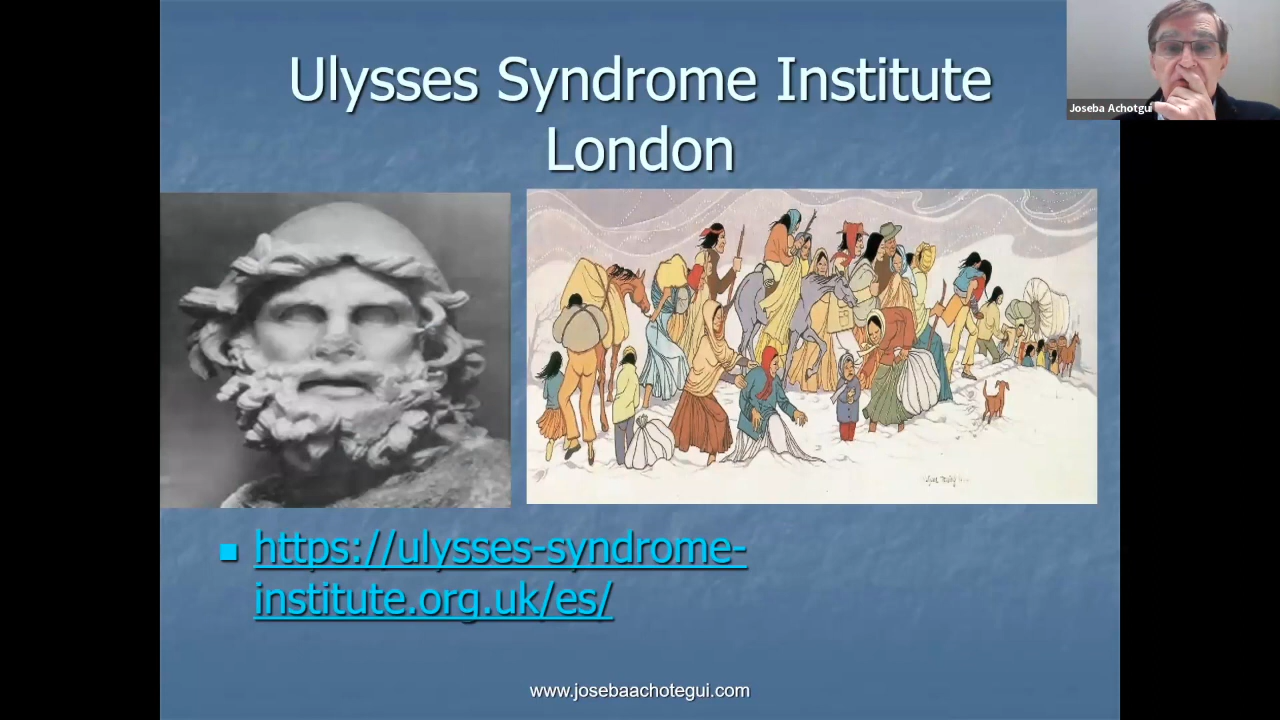 Ulysses Syndrome Institute
London
Joseba Achotgui
https://ulysses-syndrome-
institute.org.uk/es/
www.josebaachotegui.com